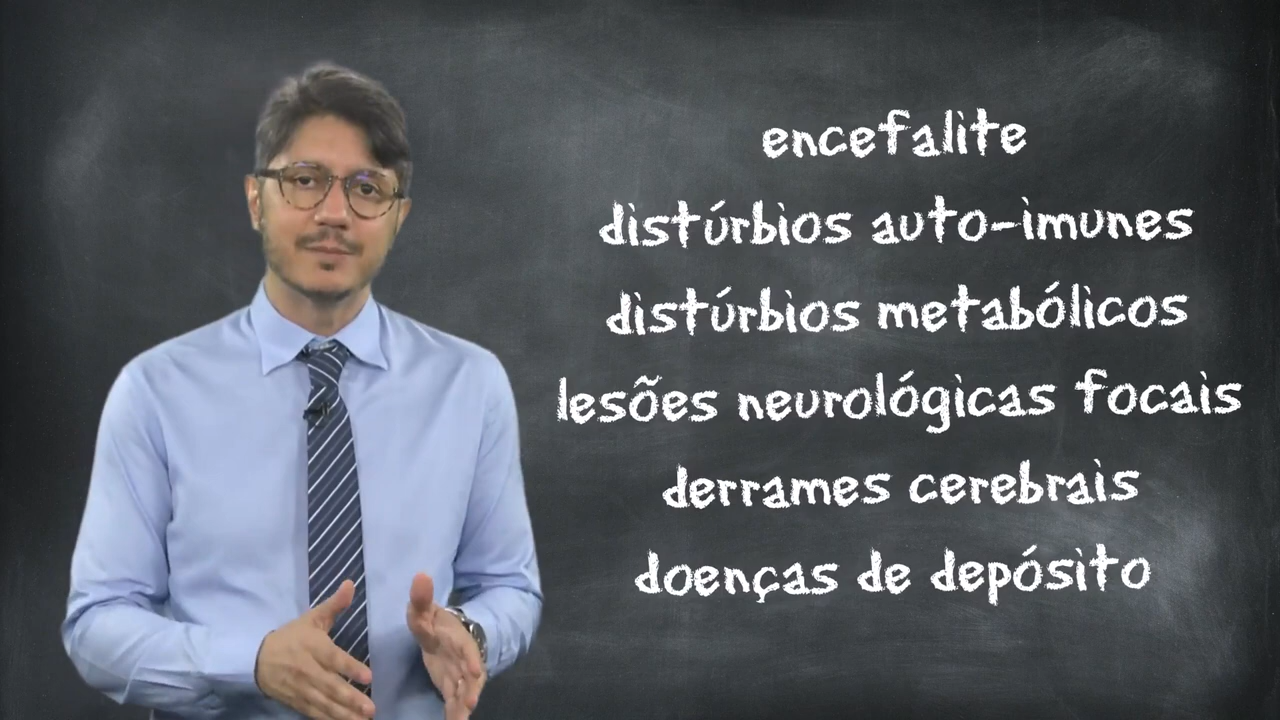 encefalite
distúrbios auto-imunes
distúrbios metabólicos
lesões neurológicas focais
derrames cerebrais
doenças de depósito